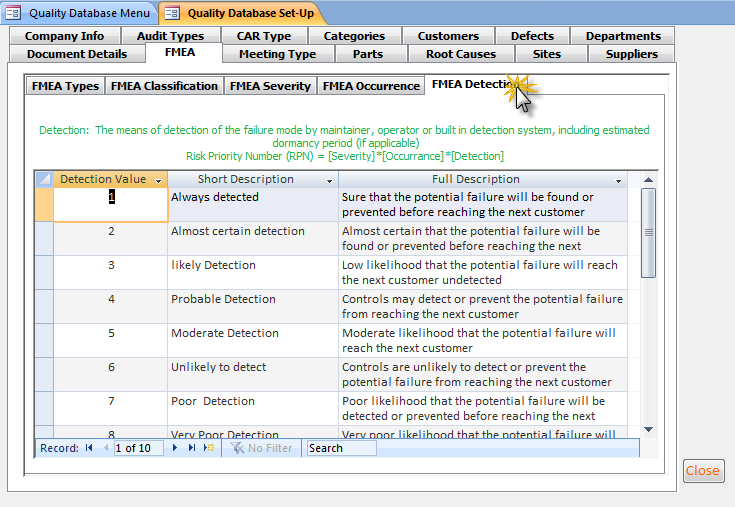 Quality Database Menu Quality Database Set-Up
Company Info Audit Types CAR Type Categories Customers Defects Departments
Document Details FMEA Meeting Type Parts Root Causes Sites Suppliers
FMEA Types FMEA Classification FMEA Severity FMEA Occurrence FMEA Detection
Detection: The means of detection of the failure mode by maintainer, operator or built in detection system, including estimated
dormancy period (if applicable)
Risk Priority Number (RPN) = [Severity]*[Occurrance]*[Detection]
Detection Value Short Description Full Description
1 Always detected Sure that the potential failure will be found or
prevented before reaching the next customer
2 Almost certain detection Almost certain that the potential failure will be
found or prevented before reaching the next
3 likely Detection Low likelihood that the potential failure will reach
the next customer undetected
4 Probable Detection Controls may detect or prevent the potential failure
from reaching the next customer
5 Moderate Detection Moderate likelihood that the potential failure will
reach the next customer
6 Unlikely to detect Controls are unlikely to detect or prevent the
potential failure from reaching the next customer
7 Poor Detection Poor likelihood that the potential failure will be
detected or prevented before reaching the next
8 Very Poor Detection Very poor likelihood that the potential failure will
Record: 1 of 10 No Filter Search
Close